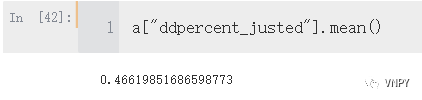 In [42]:
1 a["ddpercent_justed"].mean()
0.46619851686598773
VNPY